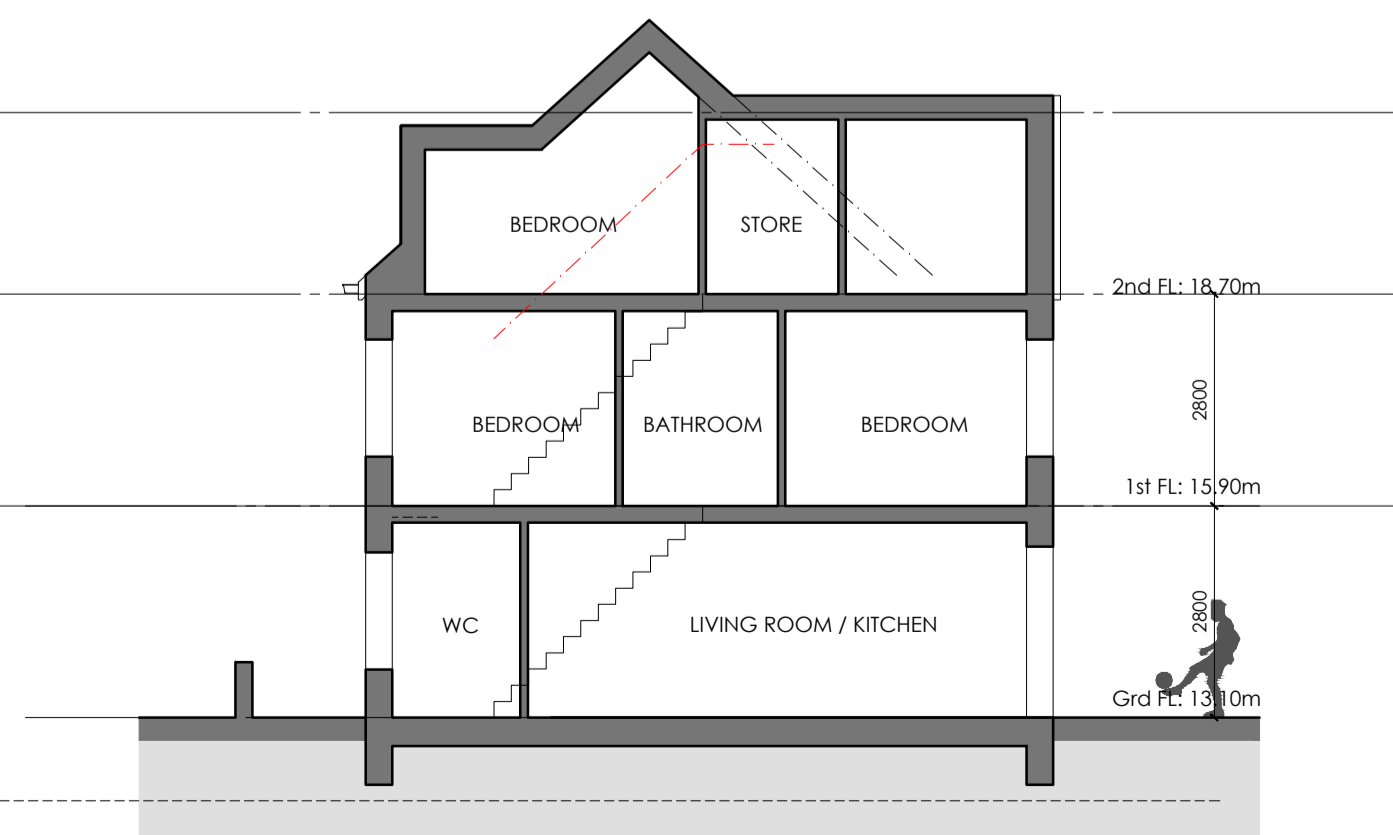 BEDROOM
STORE
2nd FL: 18.70m
2800
BEDROOM
BATHROOM
BEDROOM
1st FL: 15.90m
2800
WC
LIVING ROOM / KITCHEN
Grd FL: 13.10m